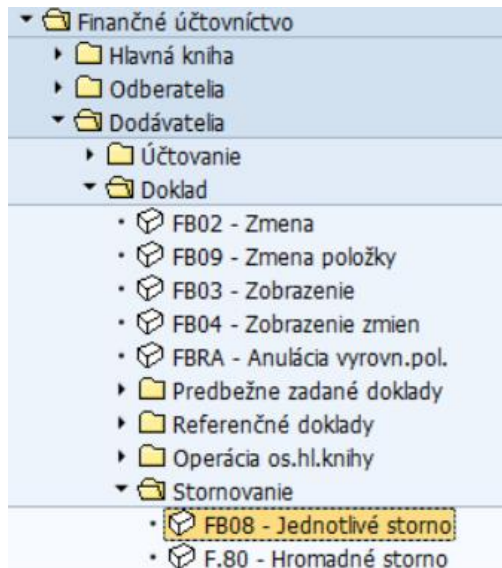 Finančné účtovníctvo
Hlavná kniha
Odberatelia
Dodávatelia
Účtovanie
Doklad
FB02 - Zmena
FB09 - Zmena položky
FB03 - Zobrazenie
FB04 - Zobrazenie zmien
FBRA - Anulácia vyrovn.pol.
Predbežne zadané doklady
Referenčné doklady
Operácia os.hl.knihy
Stornovanie
FB08 - Jednotlivé storno
F.80 - Hromadné storno